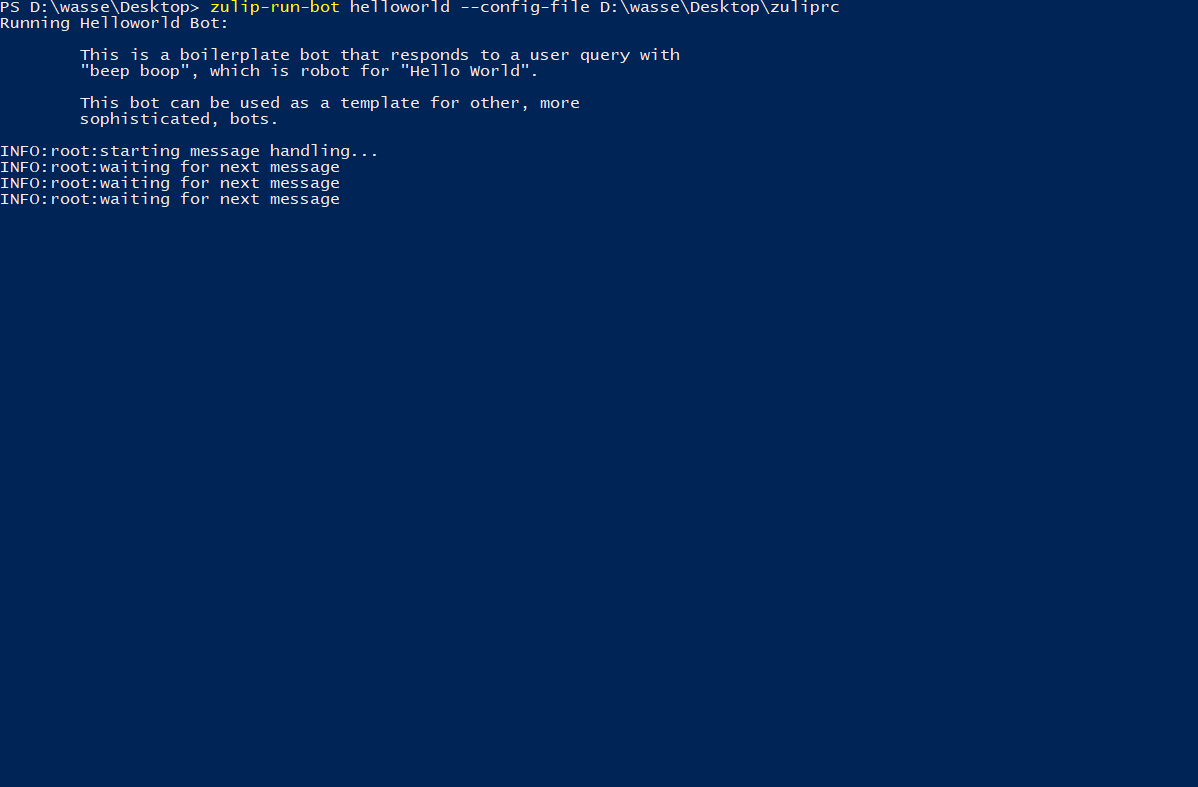 PS D:\wasse\Desktop> zulip-run-bot helloworld --config-file D:\wasse\Desktop\zuliprc
Running Helloworld Bot:
This is a boilerplate bot that responds to a user query with
"beep boop", which is robot for "Hello World".
This bot can be used as a template for other, more
sophisticated, bots.
INFO:root:starting message handling...
INFO:root:waiting for next message
INFO:root:waiting for next message
INFO:root:waiting for next message